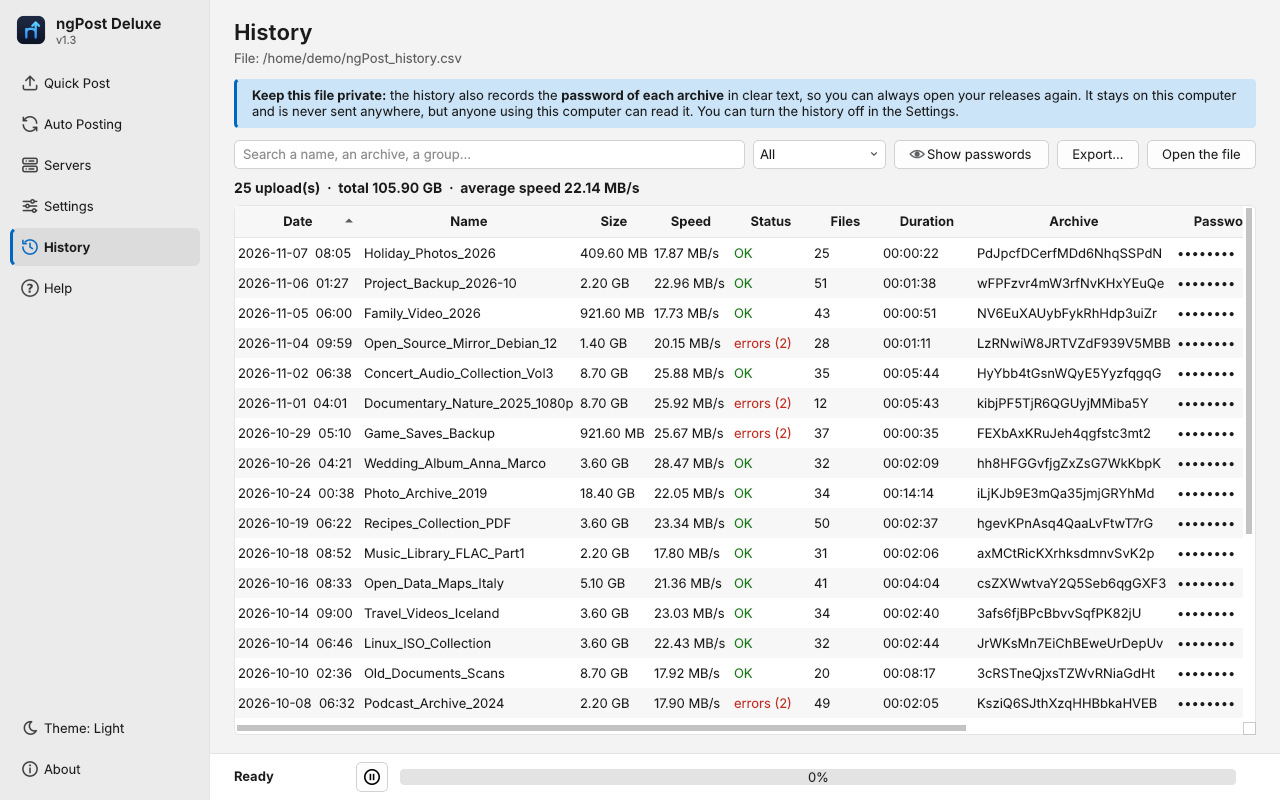 ngPost Deluxe
v1.3
Quick Post
Auto Posting
Servers
Settings
History
Help
Theme: Light
About
History
File: /home/demo/ngPost_history.csv
Keep this file private: the history also records the password of each archive in clear text, so you can always open your releases again. It stays on this computer
and is never sent anywhere, but anyone using this computer can read it. You can turn the history off in the Settings.
Search a name, an archive, a group... All Show passwords Export... Open the file
25 upload(s) · total 105.90 GB · average speed 22.14 MB/s
Date Name Size Speed Status Files Duration Archive Passwo
2026-11-07 08:05 Holiday_Photos_2026 409.60 MB 17.87 MB/s OK 25 00:00:22 PdJpcfDCerfMDd6NhqSSPdN ••••••••
2026-11-06 01:27 Project_Backup_2026-10 2.20 GB 22.96 MB/s OK 51 00:01:38 wFPFzvr4mW3rfNvKHxYEuQe ••••••••
2026-11-05 06:00 Family_Video_2026 921.60 MB 17.73 MB/s OK 43 00:00:51 NV6EuXAUybFykRhHdp3uiZr ••••••••
2026-11-04 09:59 Open_Source_Mirror_Debian_12 1.40 GB 20.15 MB/s errors (2) 28 00:01:11 LzRNwiW8JRTVZdF939V5MBB ••••••••
2026-11-02 06:38 Concert_Audio_Collection_Vol3 8.70 GB 25.88 MB/s OK 35 00:05:44 HyYbb4tGsnWQyE5YyzfqgqG ••••••••
2026-11-01 04:01 Documentary_Nature_2025_1080p 8.70 GB 25.92 MB/s errors (2) 12 00:05:43 kibjPF5TjR6QGUyjMMiba5Y ••••••••
2026-10-29 05:10 Game_Saves_Backup 921.60 MB 25.67 MB/s errors (2) 37 00:00:35 FEXbAxKRuJeh4qgfstc3mt2 ••••••••
2026-10-26 04:21 Wedding_Album_Anna_Marco 3.60 GB 28.47 MB/s OK 32 00:02:09 hh8HFGGvfjgZxZsG7WkKbpK ••••••••
2026-10-24 00:38 Photo_Archive_2019 18.40 GB 22.05 MB/s OK 34 00:14:14 iLjKJb9E3mQa35jmjGRYhMd ••••••••
2026-10-19 06:22 Recipes_Collection_PDF 3.60 GB 23.34 MB/s OK 50 00:02:37 hgevKPnAsq4QaaLvFtwT7rG ••••••••
2026-10-18 08:52 Music_Library_FLAC_Part1 2.20 GB 17.80 MB/s OK 31 00:02:06 axMCtRicKXrhksdmnvSvK2p ••••••••
2026-10-16 08:33 Open_Data_Maps_Italy 5.10 GB 21.36 MB/s OK 41 00:04:04 csZXWwtvaY2Q5Seb6qgGXF3 ••••••••
2026-10-14 09:00 Travel_Videos_Iceland 3.60 GB 23.03 MB/s OK 34 00:02:40 3afs6fjBPcBbvvSqfPK82jU ••••••••
2026-10-14 06:46 Linux_ISO_Collection 3.60 GB 22.43 MB/s OK 32 00:02:44 JrWKsMn7EiChBEweUrDepUv ••••••••
2026-10-10 02:36 Old_Documents_Scans 8.70 GB 17.92 MB/s OK 20 00:08:17 3cRSTneQjxsTZWvRNiaGdHt ••••••••
2026-10-08 06:32 Podcast_Archive_2024 2.20 GB 17.90 MB/s errors (2) 49 00:02:05 KsziQ6SJthXzqHHBbkaHVEB ••••••••
Ready 0%